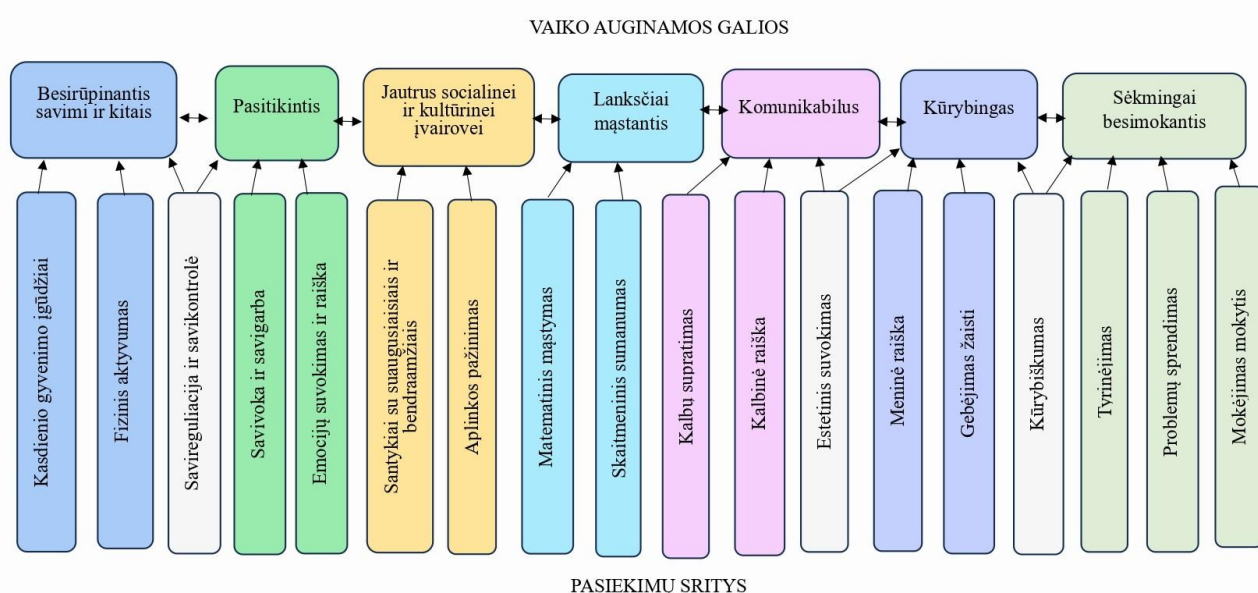 VAIKO AUGINAMOS GALIOS
Besirūpinantis
savimi ir kitais
Pasitikintis
Jautrus socialinei
ir kultūrinei
įvairovei
Lanksčiai
mąstantis
Komunikabilus
Kūrybingas
Sėkmingai
besimokantis
Kasdienio gyvenimo įgūdžiai
Fizinis aktyvumas
Savireguliacija ir savikontrolė
Savivoka ir savigarba
Emocijų suvokimas ir raiška
Santykiai su suaugusiaisiais ir
bendraamžiais
Aplinkos pažinimas
Matematinis mąstymas
Skaitmeninis sumanumas
Kalbų supratimas
Kalbinė raiška
Estetinis suvokimas
Meninė raiška
Gebėjimas žaisti
Kūrybiškumas
Tyrinėjimas
Problemų sprendimas
Mokėjimas mokytis
PASIEKIMŲ SRITYS